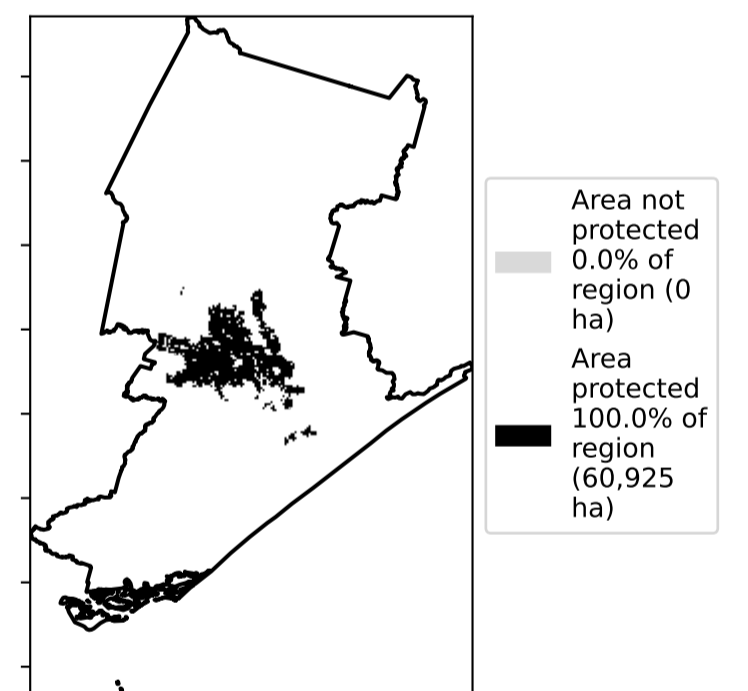 Area not
protected
0.0% of
region (0
ha)
Area
protected
100.0% of
region
(60,925
ha)